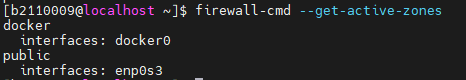 [b2110009@localhost ~]$ firewall-cmd --get-active-zones
docker
  interfaces: docker0
public
  interfaces: enp0s3